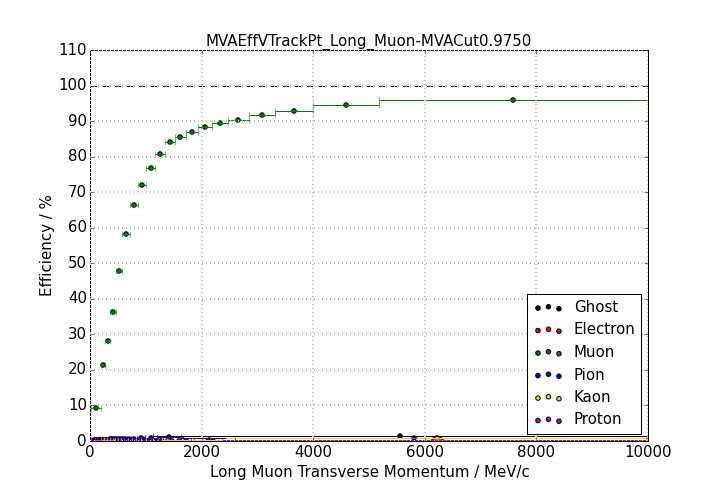 MVAEffVTrackPt_Long_Muon-MVACut0.9750
110
100
90
80
70
60
50
40
30
20
10
0
Efficiency / %
0 2000 4000 6000 8000 10000
Long Muon Transverse Momentum / MeV/c
Ghost
Electron
Muon
Pion
Kaon
Proton